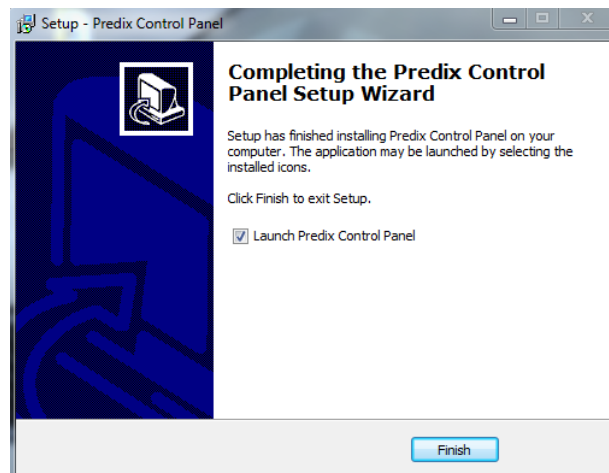 Setup - Predix Control Panel
Completing the Predix Control
Panel Setup Wizard
Setup has finished installing Predix Control Panel on your
computer. The application may be launched by selecting the
installed icons.
Click Finish to exit Setup.
Launch Predix Control Panel
Finish